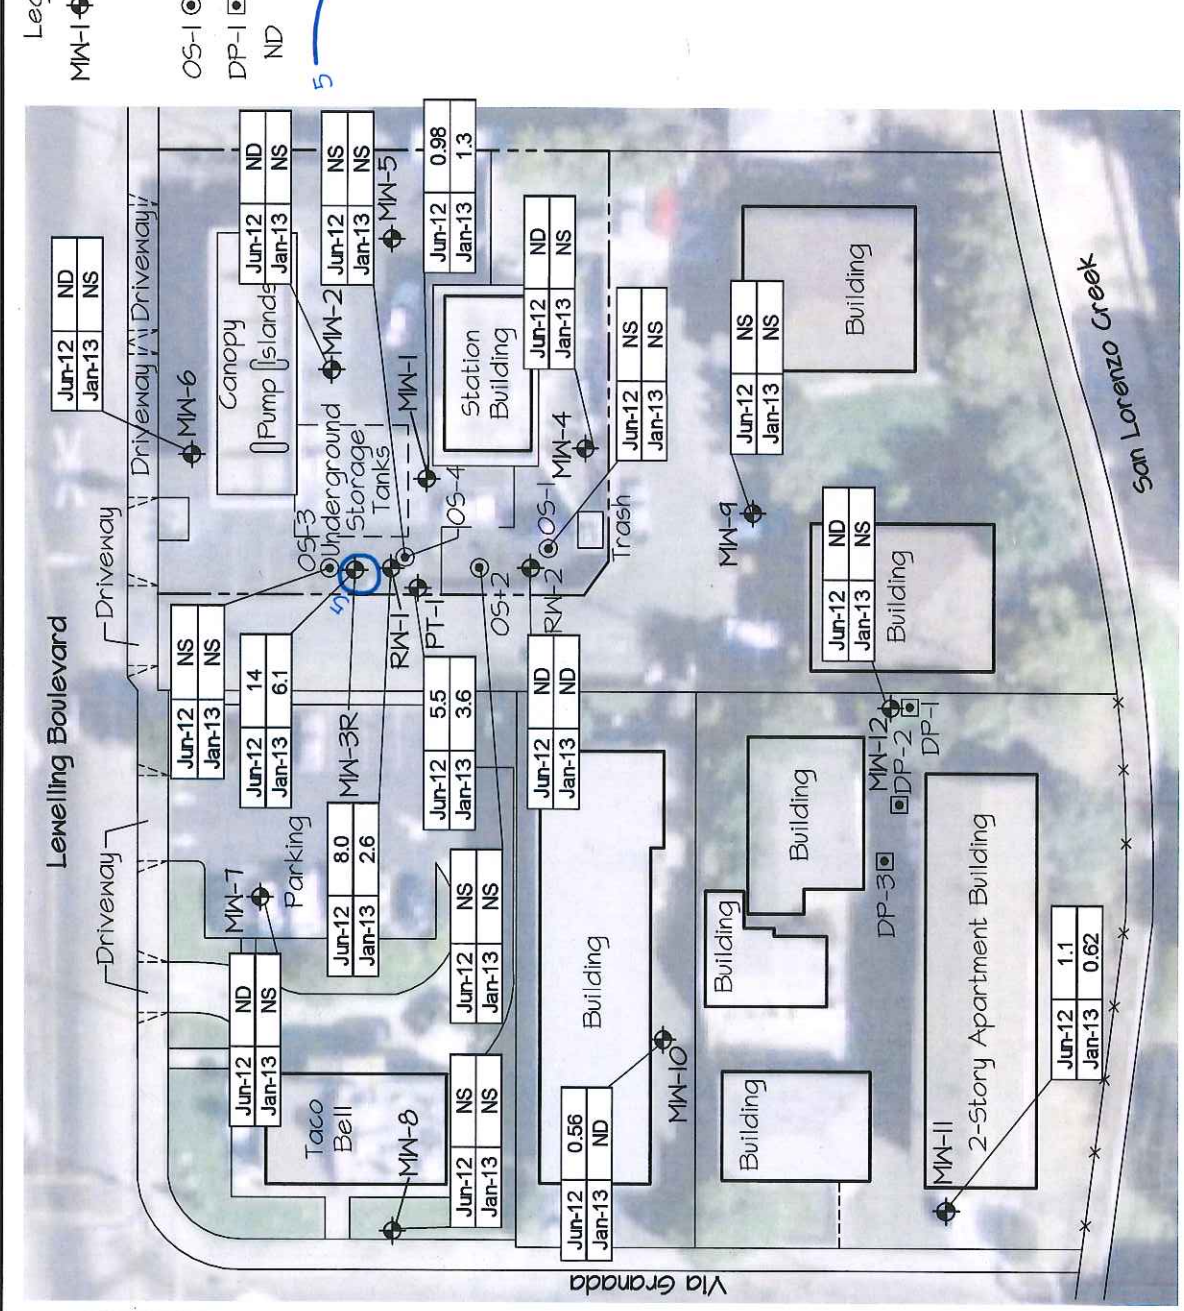 Leg
MW-1
OS-1
DP-1
ND
5
Lewelling Boulevard
Driveway
Driveway
Driveway
Driveway
Jun-12 ND
Jan-13 NS
MW-6
Canopy
Pump Islands
Jun-12 ND
Jan-13 NS
MW-2
Jun-12 NS
Jan-13 NS
MW-5
Jun-12 0.98
Jan-13 1.3
MW-1
Underground
Storage
Tanks
OS-3
5
OS-4
Station
Building
Jun-12 ND
Jan-13 NS
MW-4
Jun-12 NS
Jan-13 NS
OS-1
Trash
Jun-12 NS
Jan-13 NS
Jun-12 14
Jan-13 6.1
MW-3R
RW-1
PT-1
Jun-12 5.5
Jan-13 3.6
OS-2
RW-2
Jun-12 ND
Jan-13 ND
Jun-12 8.0
Jan-13 2.6
Parking
MW-7
Jun-12 ND
Jan-13 NS
Jun-12 NS
Jan-13 NS
Taco
Bell
MW-8
Jun-12 NS
Jan-13 NS
Building
Jun-12 0.56
Jan-13 ND
MW-10
Jun-12 NS
Jan-13 NS
MW-9
Building
Jun-12 ND
Jan-13 NS
Building
MW-12
DP-2
DP-1
DP-3
Building
Building
Building
2-Story Apartment Building
MW-11
Jun-12 1.1
Jan-13 0.62
San Lorenzo Creek
Via Granada